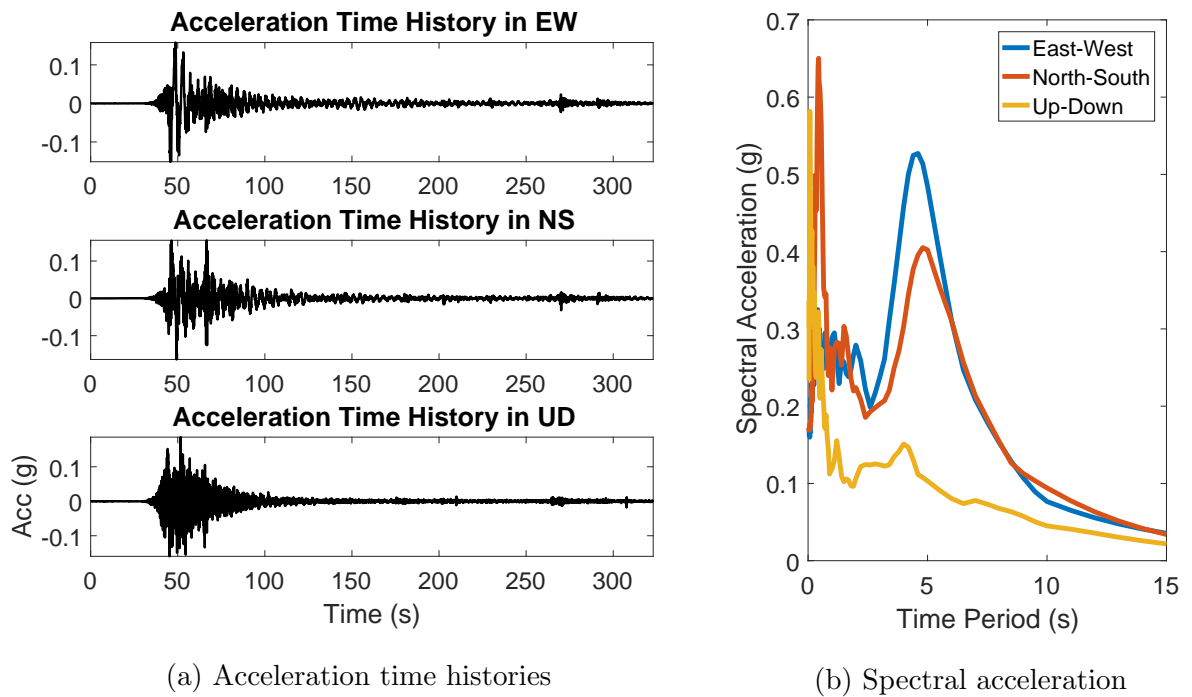 Acceleration Time History in EW
0.1
0
-0.1
0 50 100 150 200 250 300
Acceleration Time History in NS
0.1
0
-0.1
0 50 100 150 200 250 300
Acceleration Time History in UD
0.1
0
-0.1
Acc (g)
0 50 100 150 200 250 300
Time (s)
(a) Acceleration time histories
0.7
0.6
0.5
0.4
0.3
0.2
0.1
0
Spectral Acceleration (g)
East-West
North-South
Up-Down
0 5 10 15
Time Period (s)
(b) Spectral acceleration